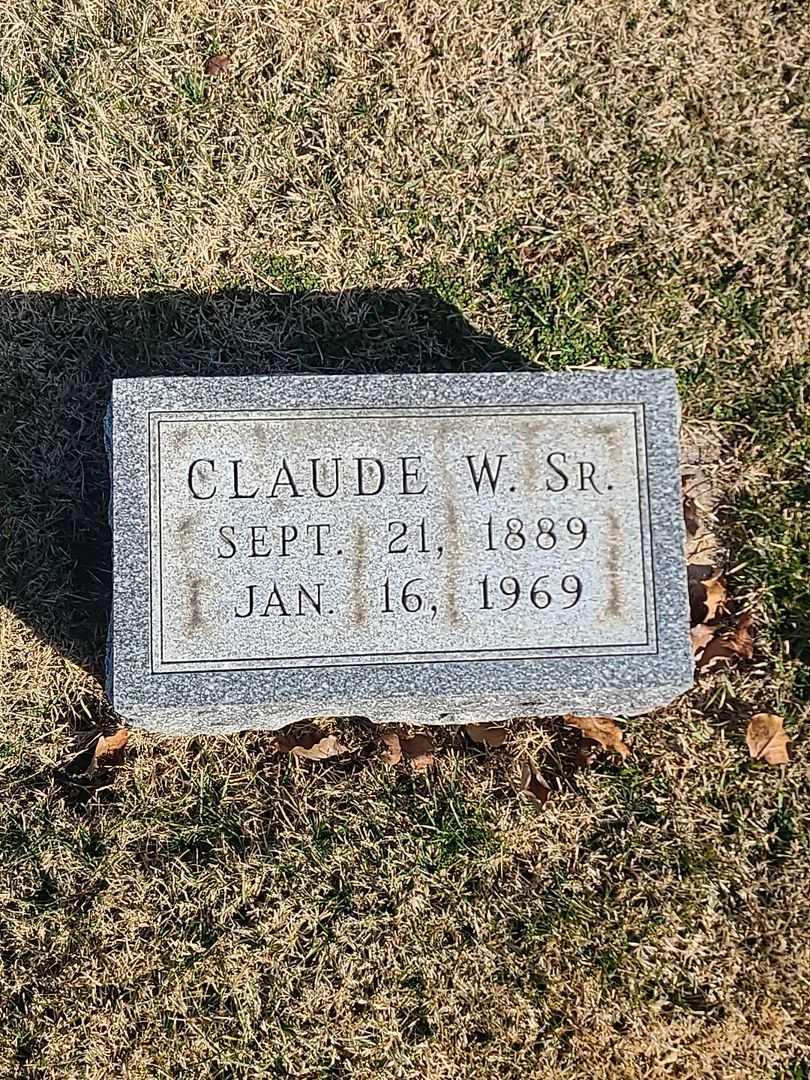 CLAUDE W. SR.
SEPT. 21, 1889
JAN. 16, 1969